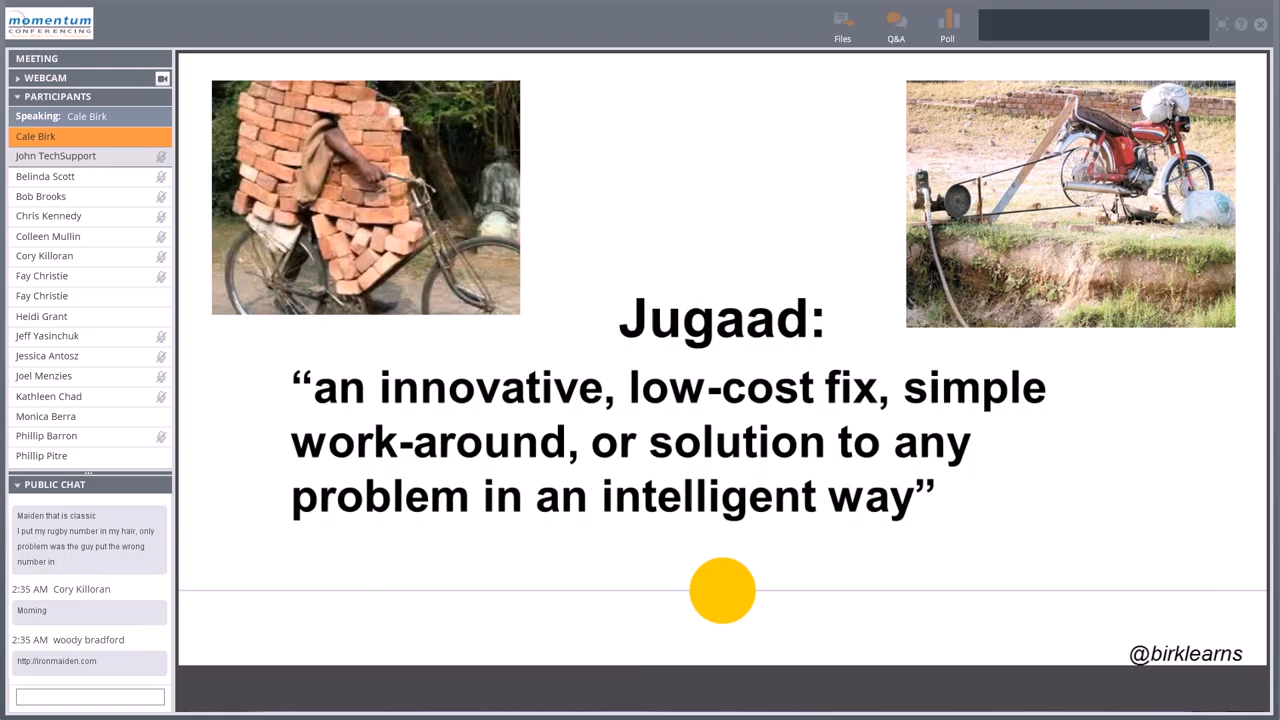 momentum
CONFERENCING
Files
Q&A
Poll
MEETING
WEBCAM
PARTICIPANTS
Speaking: Cale Birk
Cale Birk
John TechSupport
Belinda Scott
Bob Brooks
Chris Kennedy
Colleen Mullin
Cory Killoran
Fay Christie
Fay Christie
Heidi Grant
Jeff Yasinchuk
Jessica Antosz
Joel Menzies
Kathleen Chad
Monica Berra
Phillip Barron
Phillip Pitre
PUBLIC CHAT
Maiden that is classic
I put my rugby number in my hair, only
problem was the guy put the wrong
number in
2:35 AM Cory Killoran
Morning
2:35 AM woody bradford
http://ironmaiden.com
Jugaad:
“an innovative, low-cost fix, simple
work-around, or solution to any
problem in an intelligent way”
@birklearns